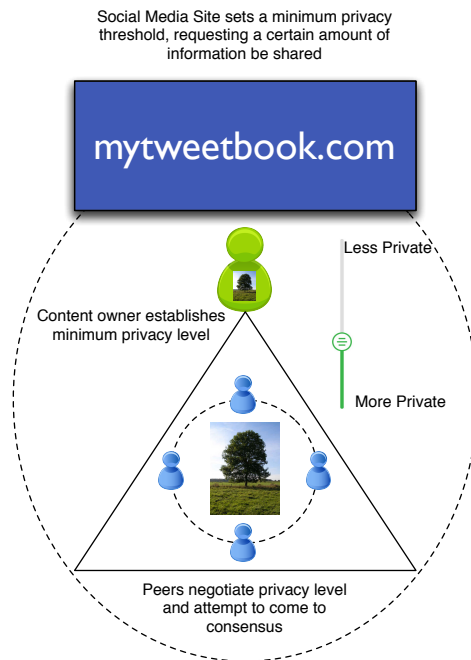 Social Media Site sets a minimum privacy
threshold, requesting a certain amount of
information be shared
mytweetbook.com
Less Private
Content owner establishes
minimum privacy level
More Private
Peers negotiate privacy level
and attempt to come to
consensus